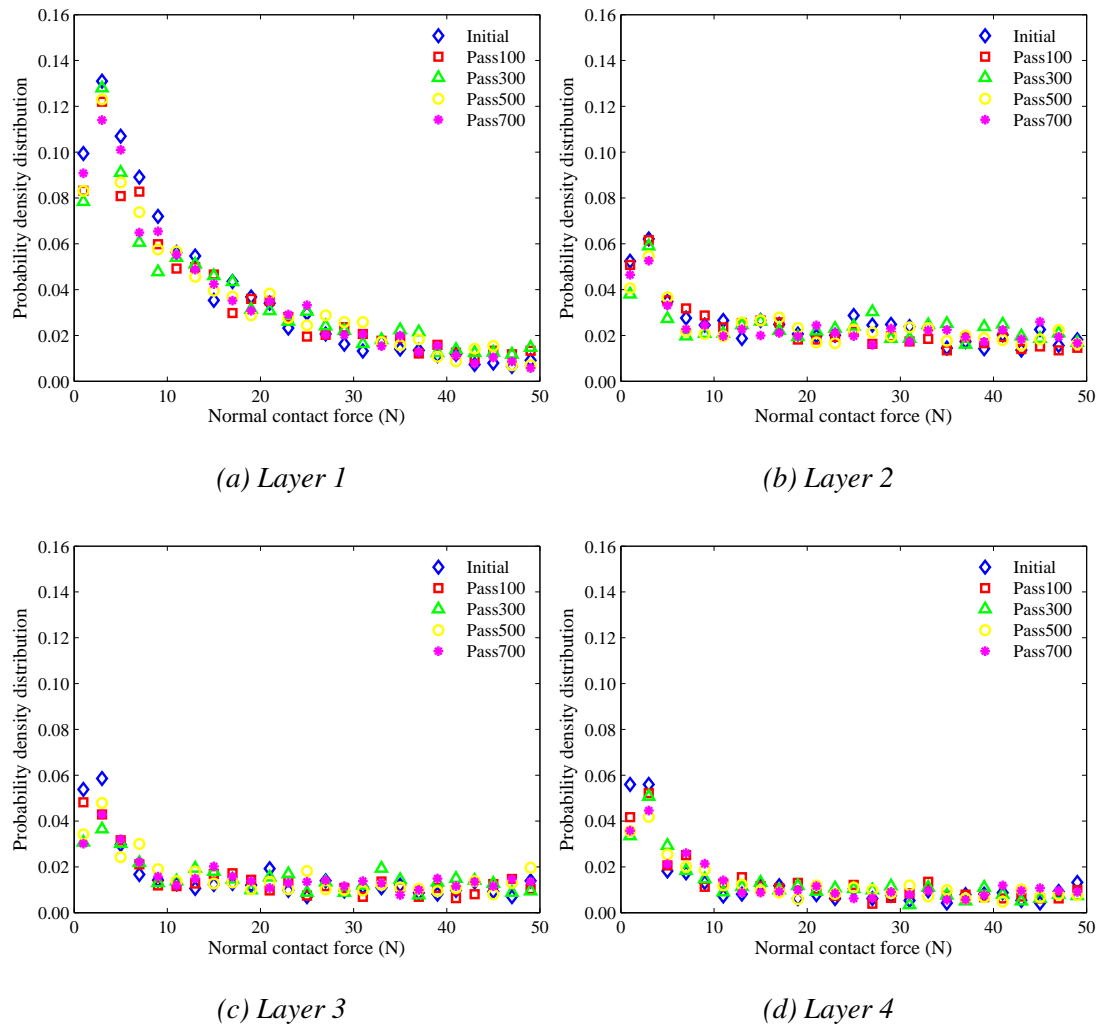 0.16
0.14
0.12
0.10
0.08
0.06
0.04
0.02
0.00
0 10 20 30 40 50
Probability density distribution
Normal contact force (N)
Initial
Pass100
Pass300
Pass500
Pass700
(a) Layer 1
0.16
0.14
0.12
0.10
0.08
0.06
0.04
0.02
0.00
0 10 20 30 40 50
Probability density distribution
Normal contact force (N)
Initial
Pass100
Pass300
Pass500
Pass700
(b) Layer 2
0.16
0.14
0.12
0.10
0.08
0.06
0.04
0.02
0.00
0 10 20 30 40 50
Probability density distribution
Normal contact force (N)
Initial
Pass100
Pass300
Pass500
Pass700
(c) Layer 3
0.16
0.14
0.12
0.10
0.08
0.06
0.04
0.02
0.00
0 10 20 30 40 50
Probability density distribution
Normal contact force (N)
Initial
Pass100
Pass300
Pass500
Pass700
(d) Layer 4